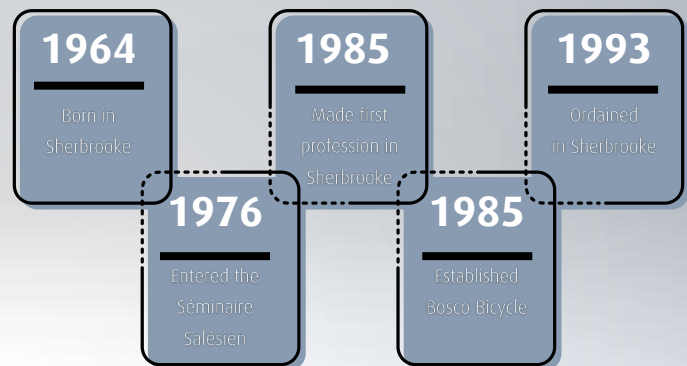 1964
Born in
Sherbrooke
1976
Entered the
Séminaire
Salésien
1985
Made first
profession in
Sherbrooke
1985
Established
Bosco Bicycle
1993
Ordained
in Sherbrooke